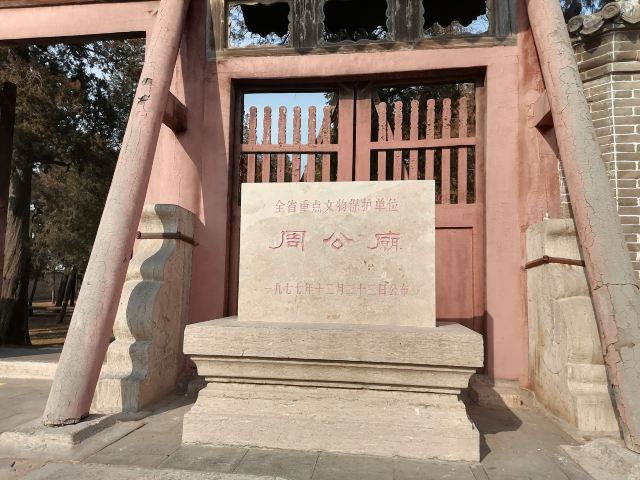 全省重点文物保护单位
周公庙
一九七七年十二月二十三日公布